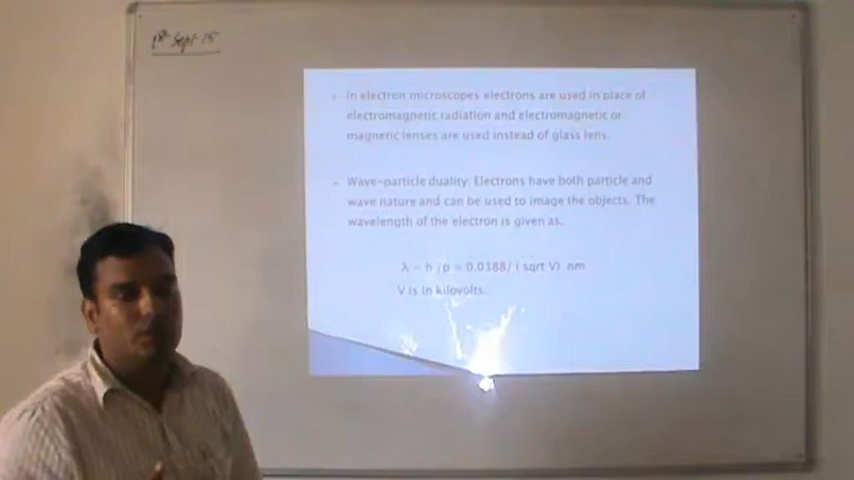 1st Sept-15
In electron microscopes electrons are used in place of
electromagnetic radiation and electromagnetic or
magnetic lenses are used instead of glass lens.
Wave-particle duality: Electrons have both particle and
wave nature and can be used to image the objects. The
wavelength of the electron is given as,
λ = h /p = 0.0388/ ( sqrt V) nm
V is in kilovolts.